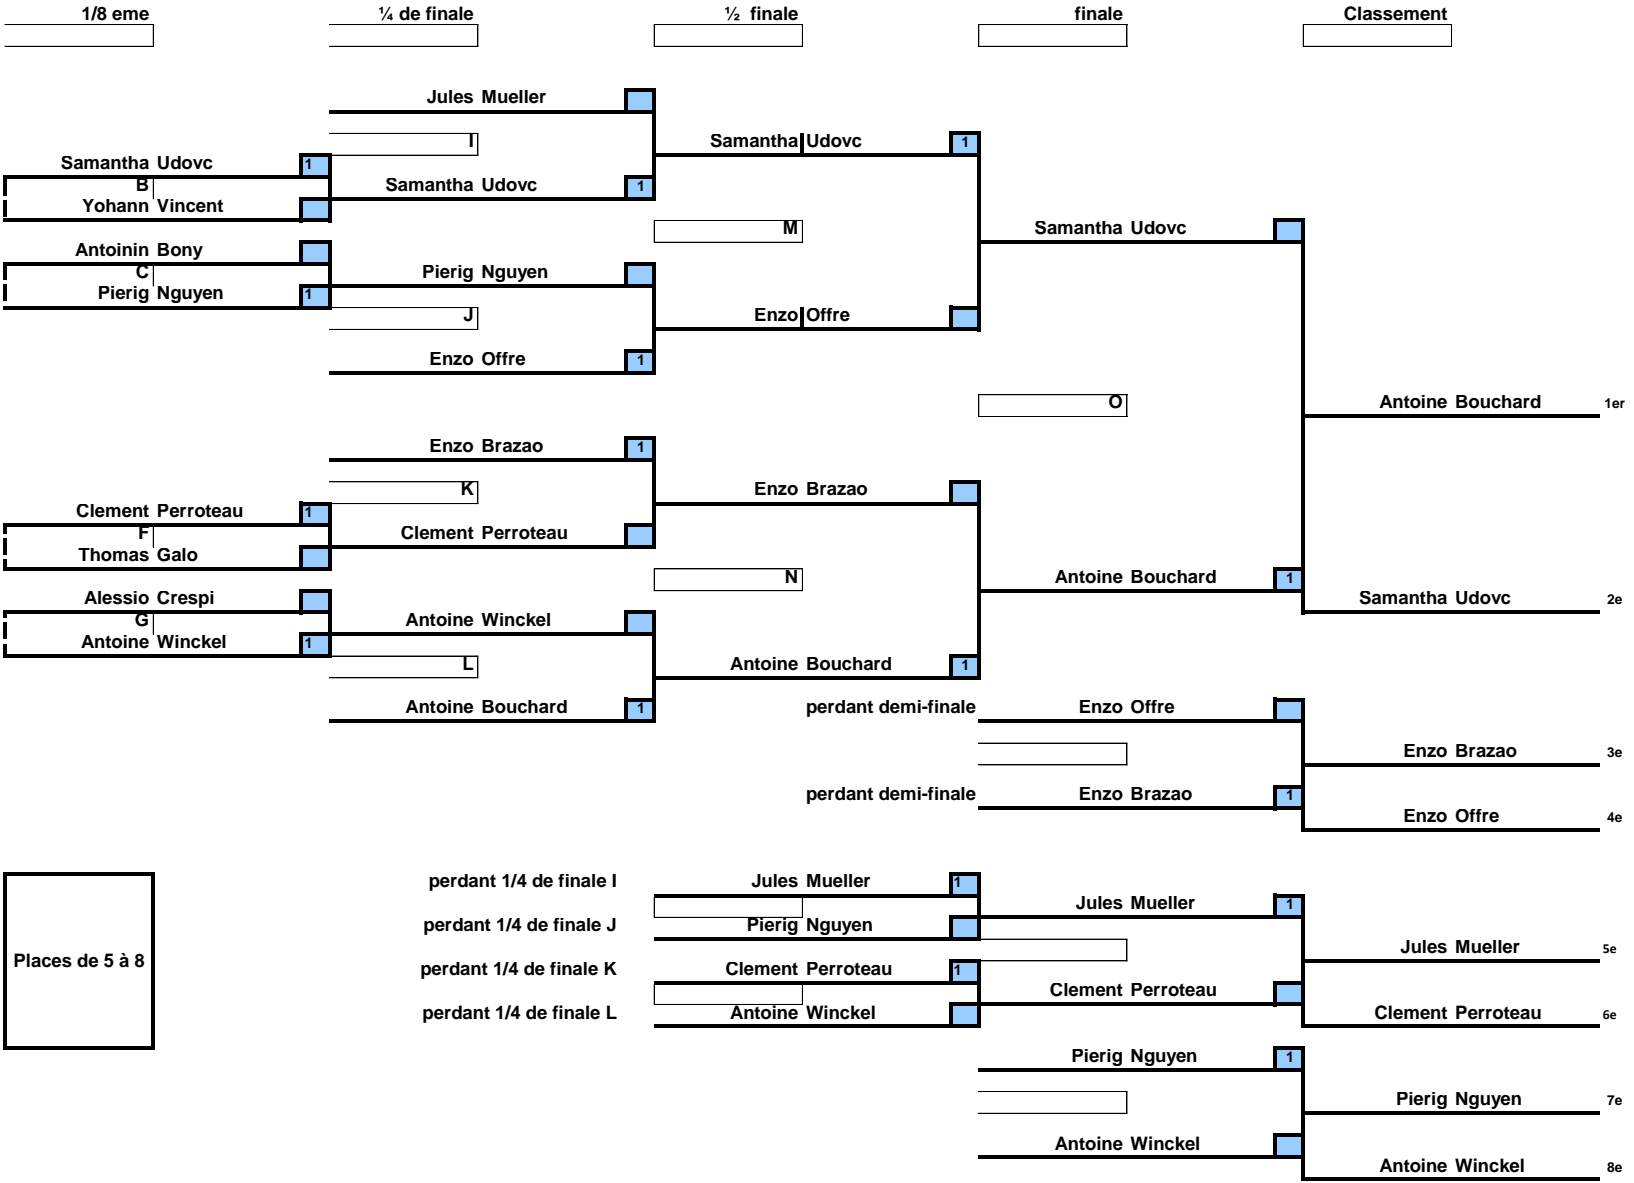 1/8 eme
¼ de finale
½ finale
finale
Classement
Jules Mueller
I
Samantha Udovc 1
Samantha Udovc 1
B
Samantha Udovc 1
Yohann Vincent
M
Samantha Udovc
Antoinin Bony
C
Pierig Nguyen
Pierig Nguyen 1
J
Enzo Offre
Enzo Offre 1
O
Antoine Bouchard 1er
Enzo Brazao 1
K
Enzo Brazao
Clement Perroteau 1
F
Clement Perroteau
Thomas Galo
N
Antoine Bouchard 1
Alessio Crespi
Samantha Udovc 2e
G
Antoine Winckel
Antoine Winckel 1
L
Antoine Bouchard 1
Antoine Bouchard 1
perdant demi-finale
Enzo Offre
Enzo Brazao 3e
perdant demi-finale
Enzo Brazao 1
Enzo Offre 4e
perdant 1/4 de finale I
Jules Mueller 1
Jules Mueller 1
perdant 1/4 de finale J
Pierig Nguyen
Jules Mueller 5e
Places de 5 à 8
perdant 1/4 de finale K
Clement Perroteau 1
Clement Perroteau
perdant 1/4 de finale L
Antoine Winckel
Clement Perroteau 6e
Pierig Nguyen 1
Pierig Nguyen 7e
Antoine Winckel
Antoine Winckel 8e